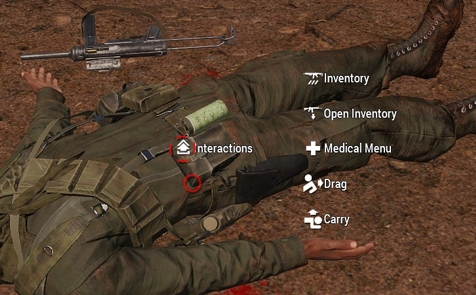 Inventory
Open Inventory
Interactions
Medical Menu
Drag
Carry